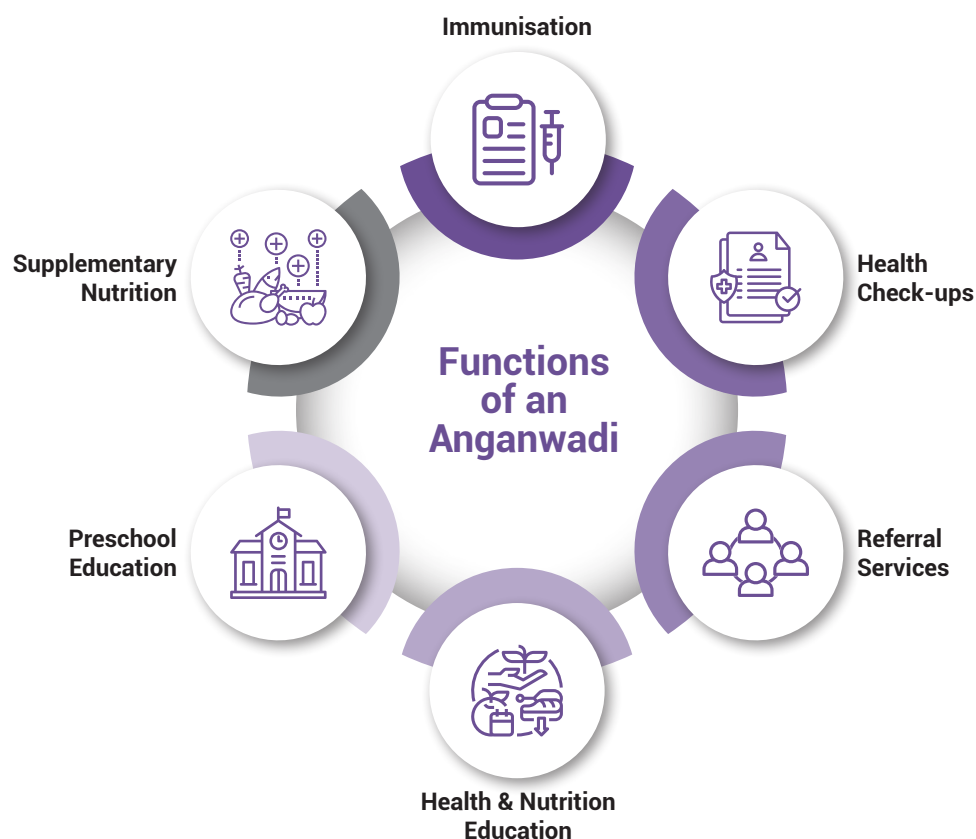 Immunisation
Supplementary
Nutrition
Health
Check-ups
Functions
of an
Anganwadi
Preschool
Education
Referral
Services
Health & Nutrition
Education